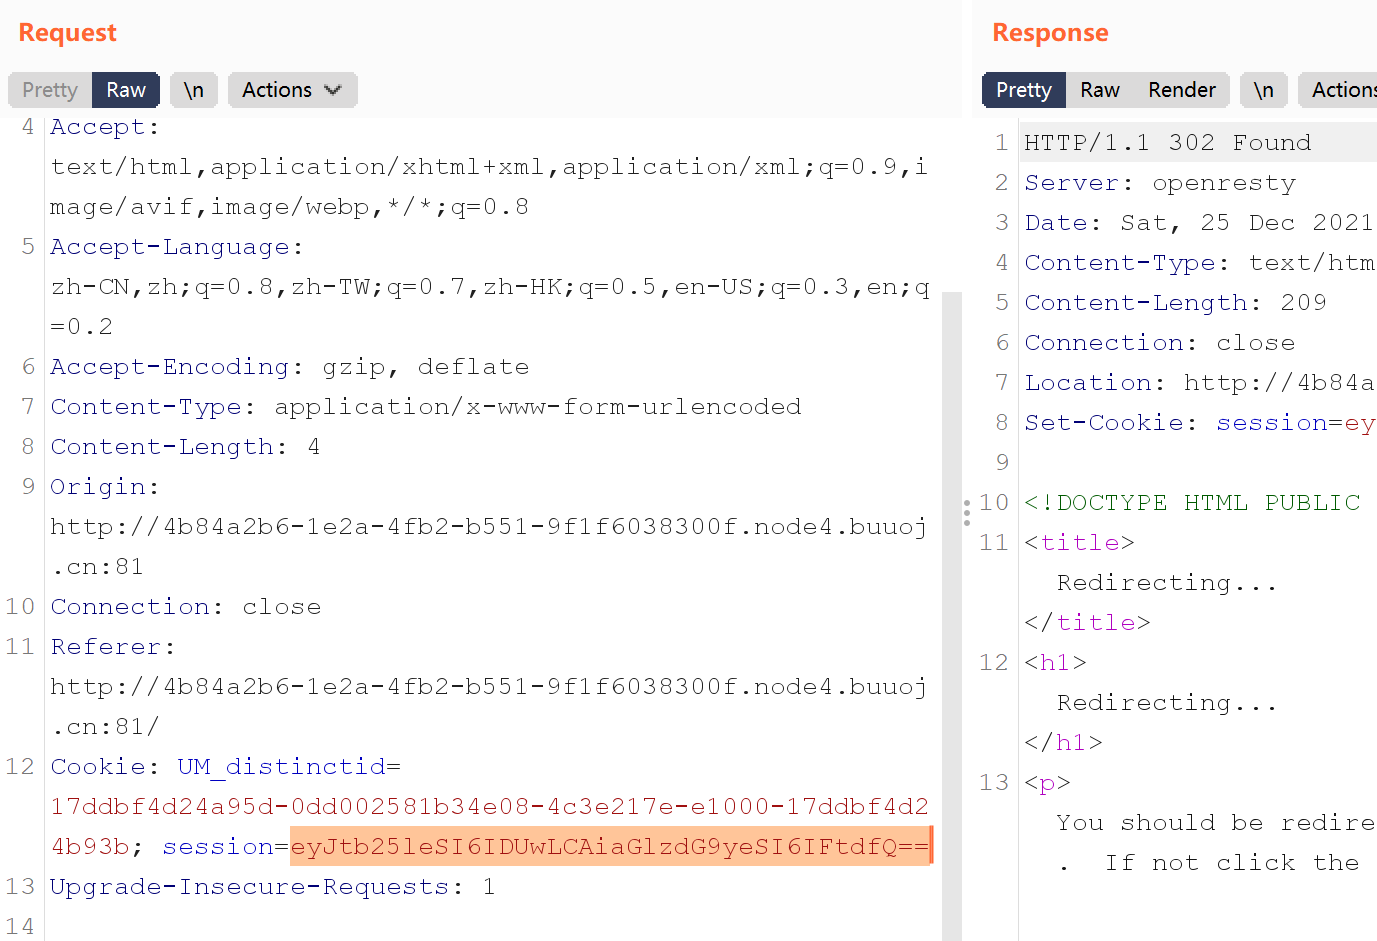 Request
Pretty Raw \n Actions
4 Accept:
text/html,application/xhtml+xml,application/xml;q=0.9,i
mage/avif,image/webp,*/*;q=0.8
5 Accept-Language:
zh-CN,zh;q=0.8,zh-TW;q=0.7,zh-HK;q=0.5,en-US;q=0.3,en;q
=0.2
6 Accept-Encoding: gzip, deflate
7 Content-Type: application/x-www-form-urlencoded
8 Content-Length: 4
9 Origin:
http://4b84a2b6-1e2a-4fb2-b551-9f1f6038300f.node4.buuoj
.cn:81
10 Connection: close
11 Referer:
http://4b84a2b6-1e2a-4fb2-b551-9f1f6038300f.node4.buuoj
.cn:81/
12 Cookie: UM_distinctid=
17ddbf4d24a95d-0dd002581b34e08-4c3e217e-e1000-17ddbf4d2
4b93b; session=eyJtb25leSI6IDUwLCAiaGlzdG9yeSI6IFtdfQ==
13 Upgrade-Insecure-Requests: 1
14
Response
Pretty Raw Render \n Actions
1 HTTP/1.1 302 Found
2 Server: openresty
3 Date: Sat, 25 Dec 2021
4 Content-Type: text/htm
5 Content-Length: 209
6 Connection: close
7 Location: http://4b84a
8 Set-Cookie: session=ey
9
10 <!DOCTYPE HTML PUBLIC
11 <title>
Redirecting...
</title>
12 <h1>
Redirecting...
</h1>
13 <p>
You should be redire
. If not click the